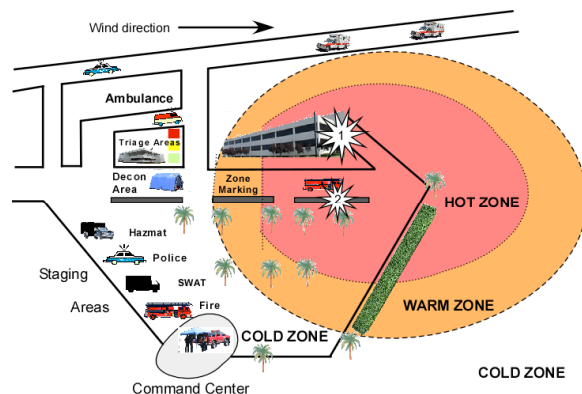 Wind direction
Ambulance
1
Triage Areas
Decon
Area
Zone
Marking
2
HOT ZONE
Hazmat
Police
Staging
SWAT
Areas
Fire
WARM ZONE
COLD ZONE
COLD ZONE
Command Center